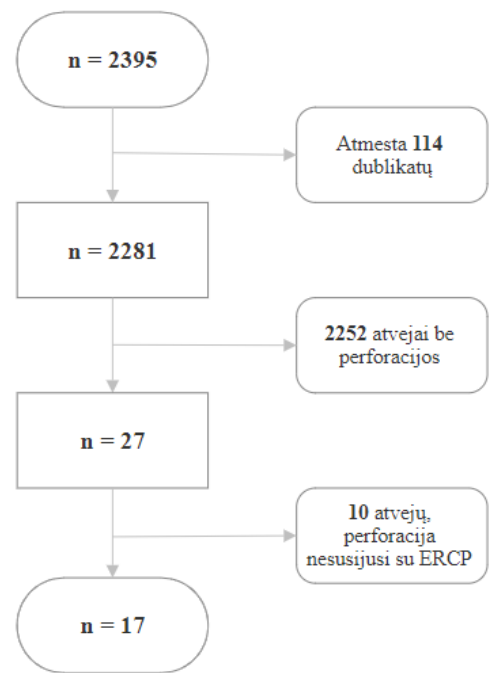 n = 2395
Atmesta 114
dublikatų
n = 2281
2252 atvejai be
perforacijos
n = 27
10 atvejų,
perforacija
nesusijusi su ERCP
n = 17